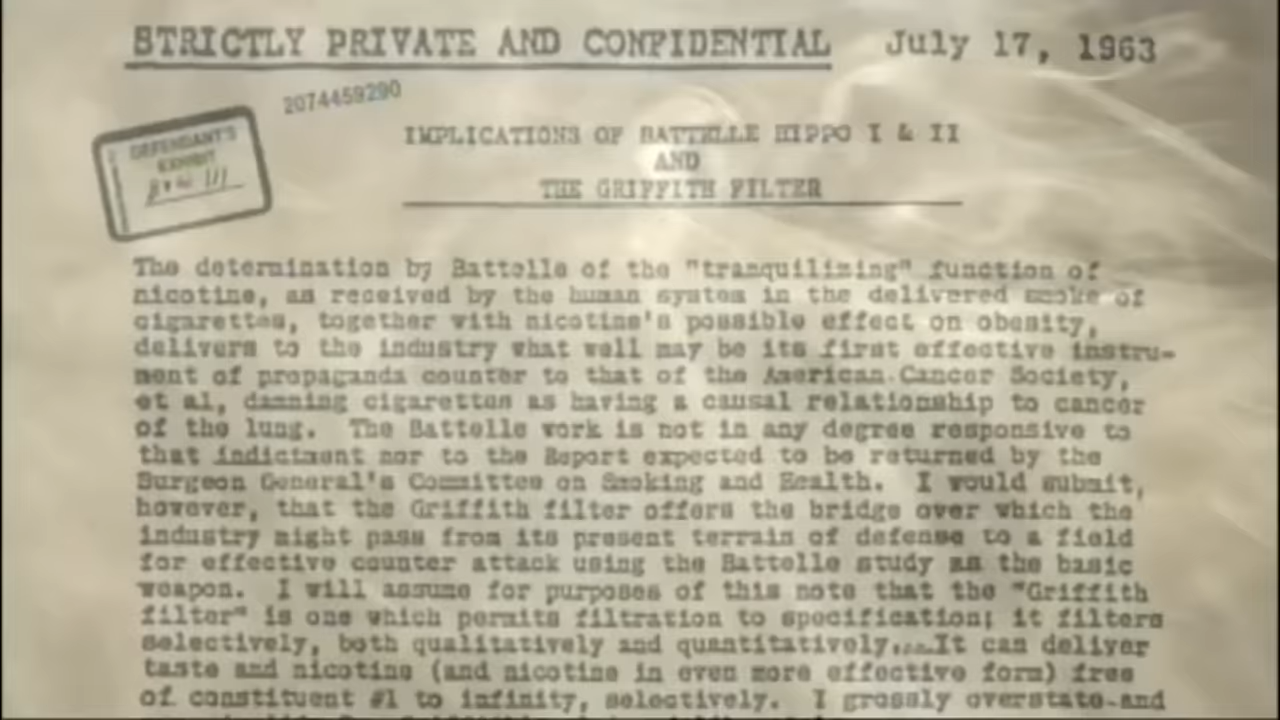 STRICTLY PRIVATE AND CONFIDENTIAL July 17, 1963
2074459290
DEFENDANT'S
EXHIBIT
IMPLICATIONS OF BATTELLE HIPPO I & II
AND
THE GRIFFITH FILTER
The determination by Battelle of the "tranquilizing" function of
nicotine, as received by the human system in the delivered smoke of
cigarettes, together with nicotine's possible effect on obesity,
delivers to the industry what well may be its first effective instru-
ment of propaganda counter to that of the American Cancer Society,
et al, damning cigarettes as having a causal relationship to cancer
of the lung. The Battelle work is not in any degree responsive to
that indictment nor to the Report expected to be returned by the
Surgeon General's Committee on Smoking and Health. I would submit,
however, that the Griffith filter offers the bridge over which the
industry might pass from its present terrain of defense to a field
for effective counter attack using the Battelle study as the basic
weapon. I will assume for purposes of this note that the "Griffith
filter" is one which permits filtration to specification; it filters
selectively, both qualitatively and quantitatively... It can deliver
taste and nicotine (and nicotine in even more effective form) free
of constituent #1 to infinity, selectively. I grossly overstate and